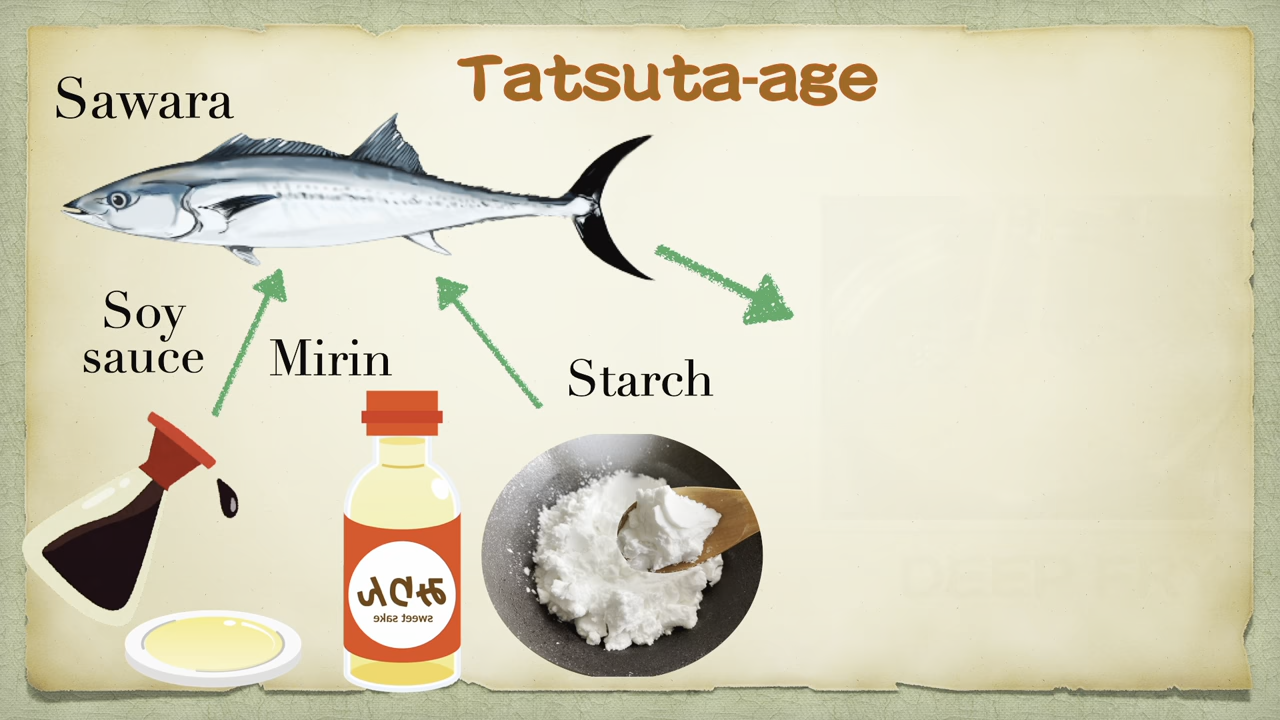 Tatsuta-age
Sawara
Soy
sauce
Mirin
Starch
みりん
sweet sake